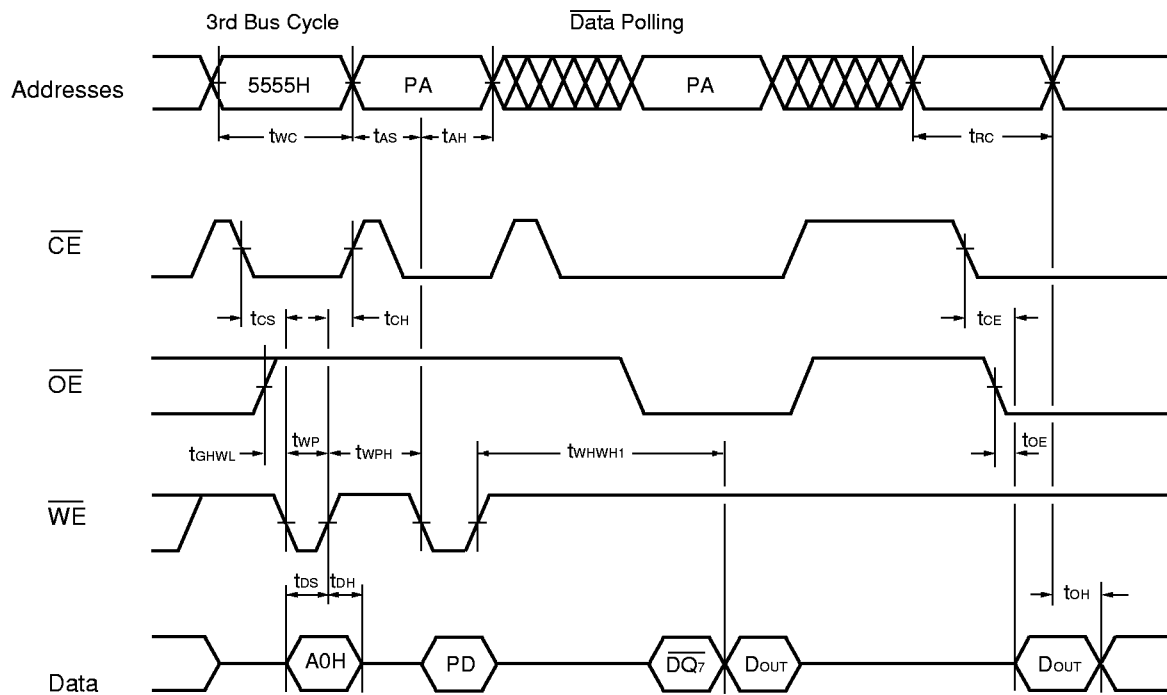 3rd Bus Cycle
Data Polling
Addresses
5555H
PA
PA
tWC
tAS
tAH
tRC
CE
tCS
tCH
tCE
OE
tGHWL
tWP
tWPH
tWHWH1
tOE
WE
tDS
tDH
tOH
Data
A0H
PD
DQ7
DOUT
DOUT